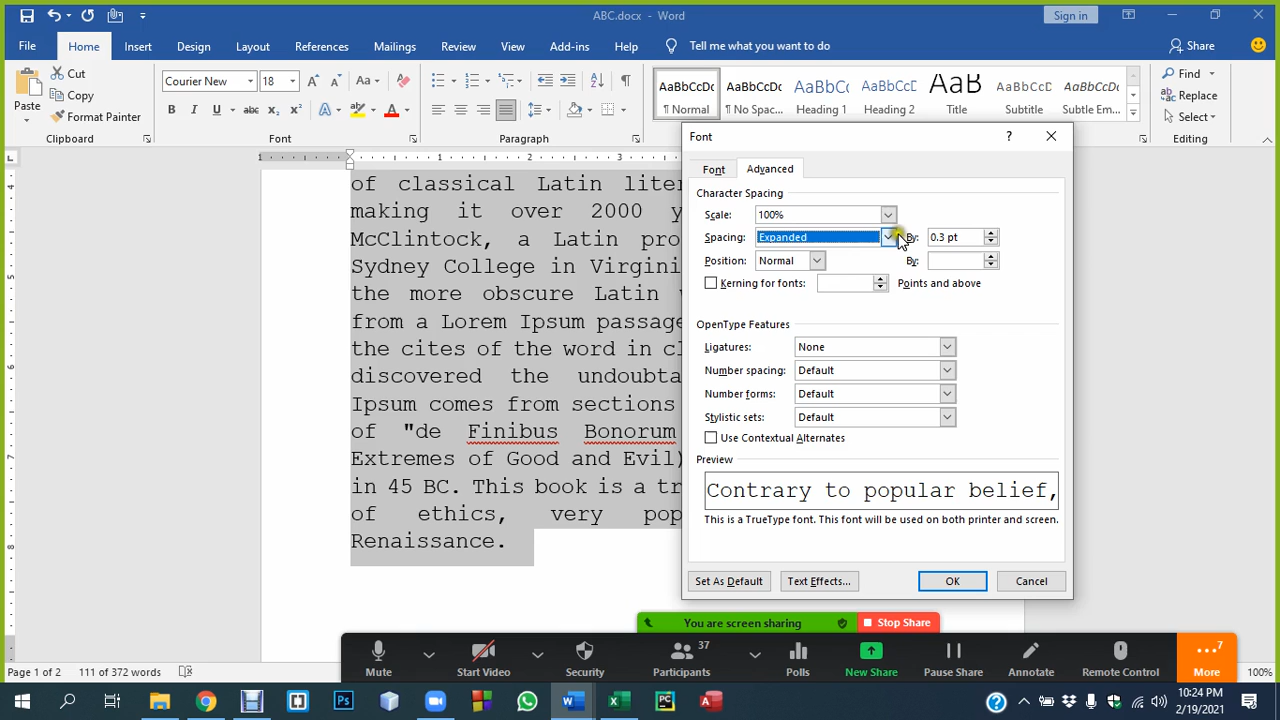 ABC.docx - Word
Sign in
File Home Insert Design Layout References Mailings Review View Add-ins Help Tell me what you want to do Share
Paste
Cut
Copy
Format Painter
Clipboard
Courier New 18
Font
Paragraph
AaBbCcDc AaBbCcDc AaBbCc AaBbCcC AaB AaBbCcD AaBbCcD
¶ Normal ¶ No Spac... Heading 1 Heading 2 Title Subtitle Subtle Em...
Find
Replace
Select
Editing
of classical Latin liter
making it over 2000 y
McClintock, a Latin pro
Sydney College in Virgini
the more obscure Latin
from a Lorem Ipsum passage
the cites of the word in cl
discovered the undoubta
Ipsum comes from sections
of "de Finibus Bonorum
Extremes of Good and Evil)
in 45 BC. This book is a tr
of ethics, very pop
Renaissance.
Font
Font Advanced
Character Spacing
Scale: 100%
Spacing: Expanded By: 0.3 pt
Position: Normal By:
Kerning for fonts: Points and above
OpenType Features
Ligatures: None
Number spacing: Default
Number forms: Default
Stylistic sets: Default
Use Contextual Alternates
Preview
Contrary to popular belief,
This is a TrueType font. This font will be used on both printer and screen.
Set As Default Text Effects... OK Cancel
You are screen sharing Stop Share
Mute Start Video Security Participants 37 Polls New Share Pause Share Annotate Remote Control More 7
Page 1 of 2 111 of 372 words 100%
10:24 PM
2/19/2021